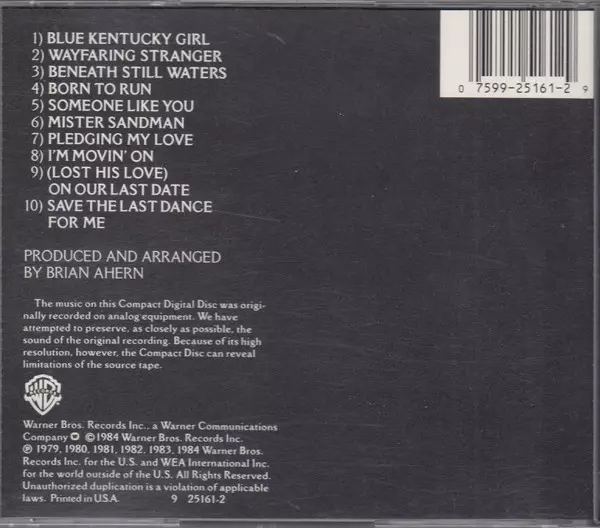 1) BLUE KENTUCKY GIRL
2) WAYFARING STRANGER
3) BENEATH STILL WATERS
4) BORN TO RUN
5) SOMEONE LIKE YOU
6) MISTER SANDMAN
7) PLEDGING MY LOVE
8) I'M MOVIN' ON
9) (LOST HIS LOVE)
ON OUR LAST DATE
10) SAVE THE LAST DANCE
FOR ME
PRODUCED AND ARRANGED
BY BRIAN AHERN
The music on this Compact Digital Disc was origi-
nally recorded on analog equipment. We have
attempted to preserve, as closely as possible, the
sound of the original recording. Because of its high
resolution, however, the Compact Disc can reveal
limitations of the source tape.
Warner Bros. Records Inc., a Warner Communications
Company ©1984 Warner Bros. Records Inc.
℗ 1979, 1980, 1981, 1982, 1983, 1984 Warner Bros.
Records Inc. for the U.S. and WEA International Inc.
for the world outside of the U.S. All Rights Reserved.
Unauthorized duplication is a violation of applicable
laws. Printed in U.S.A. 9 25161-2
0 7599-25161-2 9